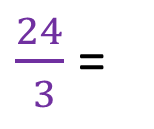 24/3 =